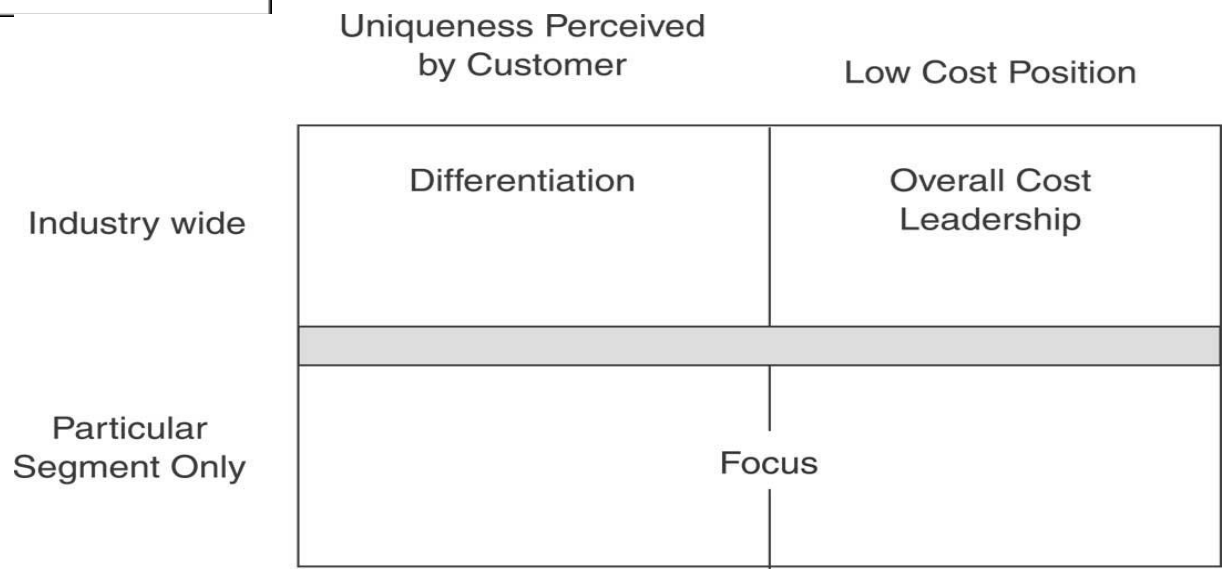 Uniqueness Perceived
by Customer
Low Cost Position
Differentiation
Overall Cost
Leadership
Industry wide
Particular
Segment Only
Focus